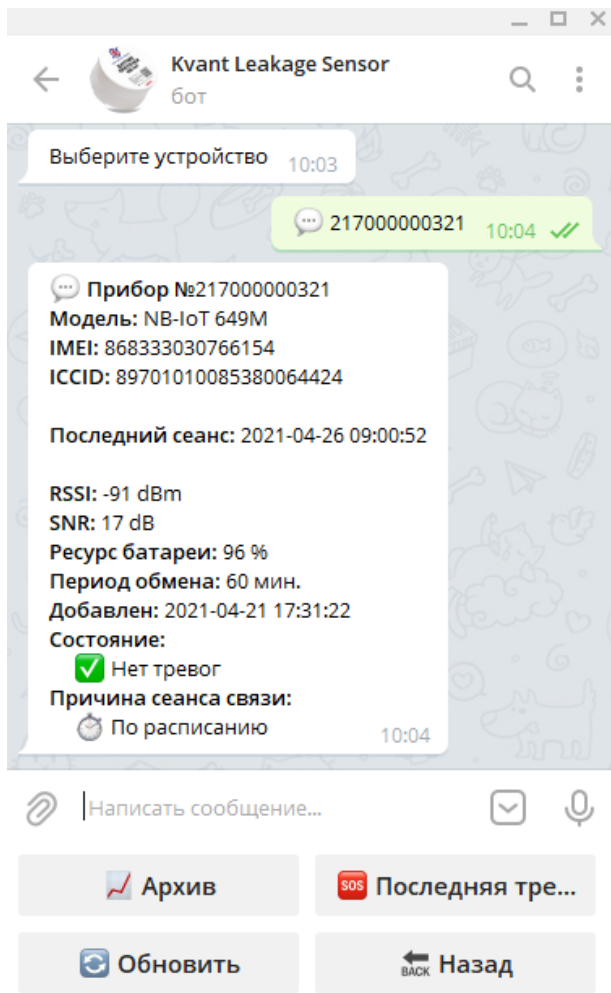 Kvant Leakage Sensor
бот
Выберите устройство 10:03
217000000321 10:04
Прибор №217000000321
Модель: NB-IoT 649M
IMEI: 868333030766154
ICCID: 89701010085380064424
Последний сеанс: 2021-04-26 09:00:52
RSSI: -91 dBm
SNR: 17 dB
Ресурс батареи: 96 %
Период обмена: 60 мин.
Добавлен: 2021-04-21 17:31:22
Состояние:
Нет тревог
Причина сеанса связи:
По расписанию 10:04
Написать сообщение...
Архив
SOS Последняя тре...
Обновить
BACK Назад